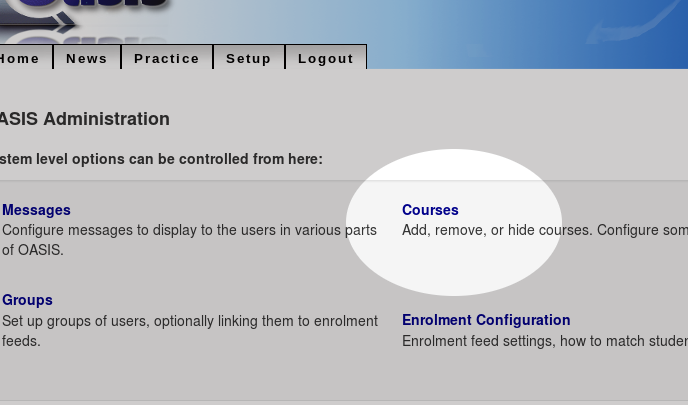 Oasis
Home News Practice Setup Logout
ASIS Administration
stem level options can be controlled from here:
Messages
Configure messages to display to the users in various parts
of OASIS.
Courses
Add, remove, or hide courses. Configure som
Groups
Set up groups of users, optionally linking them to enrolment
feeds.
Enrolment Configuration
Enrolment feed settings, how to match studen